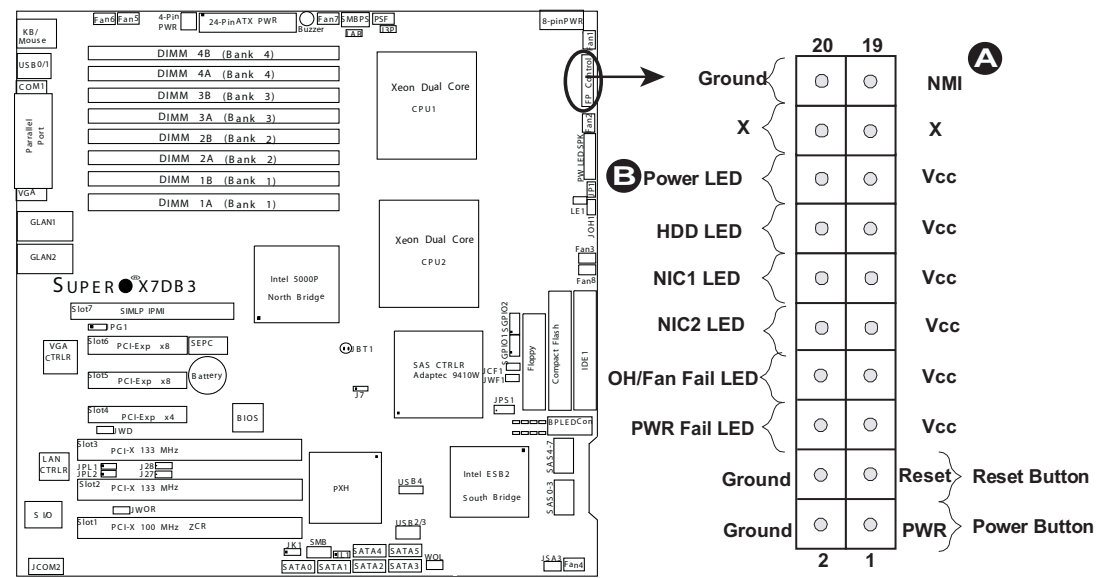 Fan6 Fan5
4-Pin
PWR
24-PinATX PWR
Buzzer
Fan7 SMBPS PSF
JAR J3P
8-pinPWR
KB/
Mouse
USB0/1
COM1
Parrallel
Port
VGA
GLAN1
GLAN2
DIMM 4B (Bank 4)
DIMM 4A (Bank 4)
DIMM 3B (Bank 3)
DIMM 3A (Bank 3)
DIMM 2B (Bank 2)
DIMM 2A (Bank 2)
DIMM 1B (Bank 1)
DIMM 1A (Bank 1)
Xeon Dual Core
CPU1
Xeon Dual Core
CPU2
Fan1
FP Control
Fan2
PW LED SPK
JP1
LE1
JOH1
Fan3
Fan8
SUPER X7DB3
Intel 5000P
North Bridge
Slot7
SIMLP IPMI
JPG1
Slot6
PCI-Exp x8
SEPC
VGA
CTRLR
Slot5
PCI-Exp x8
Battery
Slot4
PCI-Exp x4
JWD
BIOS
JBT1
J7
SAS CTRLR
Adaptec 9410W
SGPIO1 SGPIO2
JCF1
JWF1
JPS1
Floppy
Compact Flash
IDE1
BPLEDCon
SAS4-7
SAS0-3
Slot3
PCI-X 133 MHz
LAN
CTRLR
JPL1
JPL2
J28
J27
Slot2
PCI-X 133 MHz
JWOR
S I/O
Slot1
PCI-X 100 MHz ZCR
PXH
USB4
USB2/3
Intel ESB2
South Bridge
JCOM2
JK1
SMB
JL1
SATA4 SATA5
SATA0 SATA1 SATA2 SATA3
WOL
JSA3
Fan4
20 19
A
Ground NMI
X X
B
Power LED Vcc
HDD LED Vcc
NIC1 LED Vcc
NIC2 LED Vcc
OH/Fan Fail LED Vcc
PWR Fail LED Vcc
Ground Reset Reset Button
Ground PWR Power Button
2 1